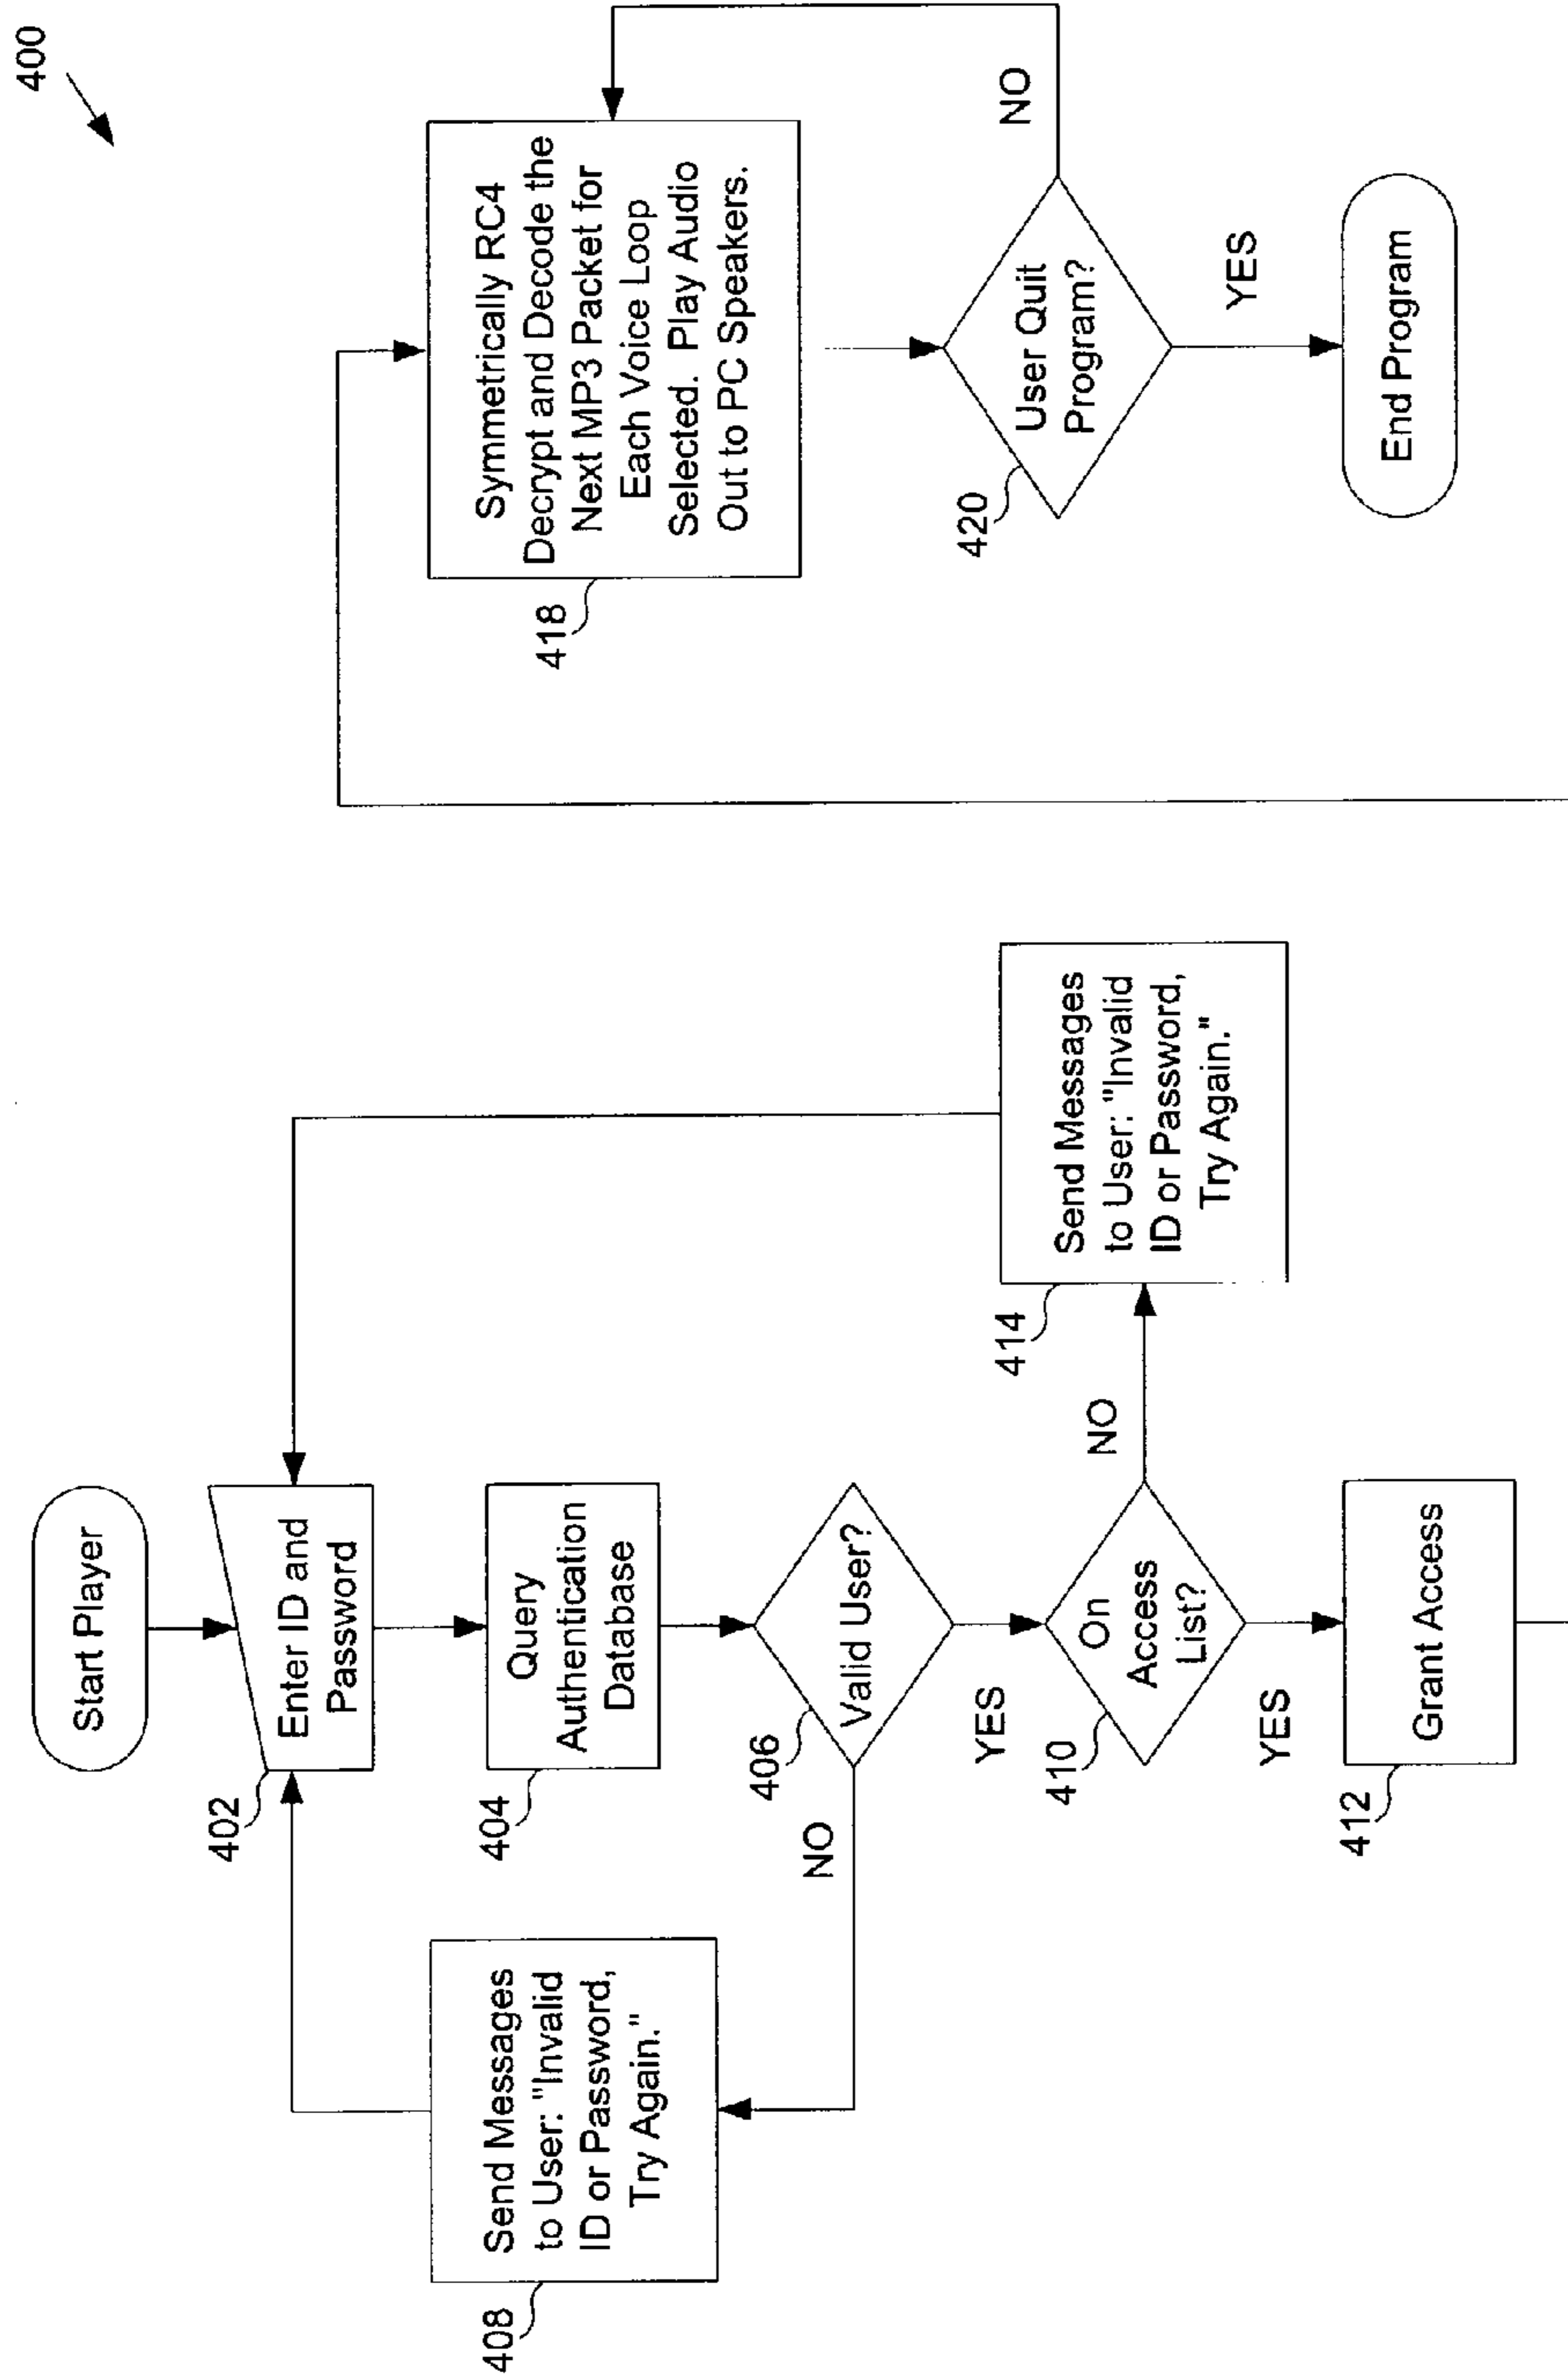 400
Start Player
402
Enter ID and
Password
404
Query
Authentication
Database
406
Valid User?
NO
408
Send Messages
to User: "Invalid
ID or Password,
Try Again."
YES
410
On
Access
List?
NO
414
Send Messages
to User: "Invalid
ID or Password,
Try Again."
YES
412
Grant Access
418
Symmetrically RC4
Decrypt and Decode the
Next MP3 Packet for
Each Voice Loop
Selected. Play Audio
Out to PC Speakers.
420
User Quit
Program?
NO
YES
End Program